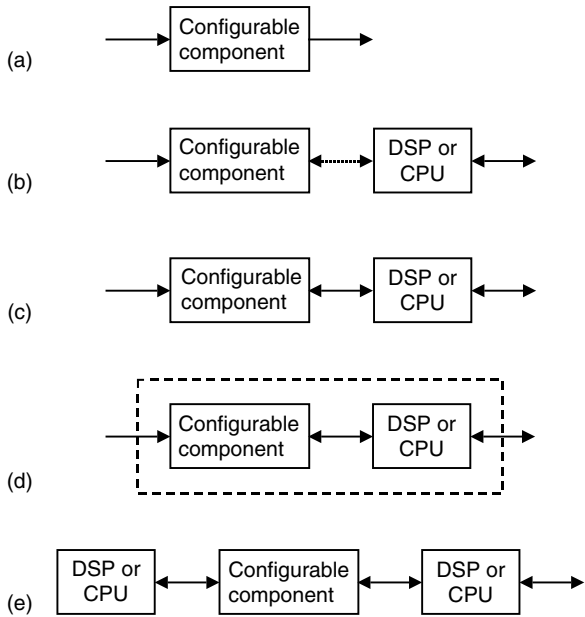 Configurable
component
(a)
Configurable
component
DSP or
CPU
(b)
Configurable
component
DSP or
CPU
(c)
Configurable
component
DSP or
CPU
(d)
DSP or
CPU
Configurable
component
DSP or
CPU
(e)